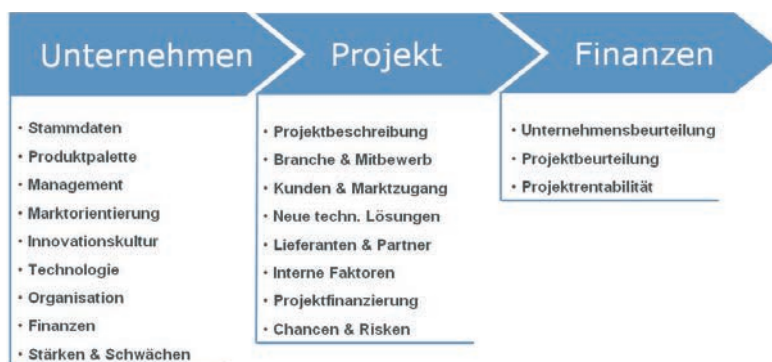 Unternehmen
Projekt
Finanzen
• Stammdaten
• Produktpalette
• Management
• Marktorientierung
• Innovationskultur
• Technologie
• Organisation
• Finanzen
• Stärken & Schwächen
• Projektbeschreibung
• Branche & Mitbewerb
• Kunden & Marktzugang
• Neue techn. Lösungen
• Lieferanten & Partner
• Interne Faktoren
• Projektfinanzierung
• Chancen & Risken
• Unternehmensbeurteilung
• Projektbeurteilung
• Projektrentabilität